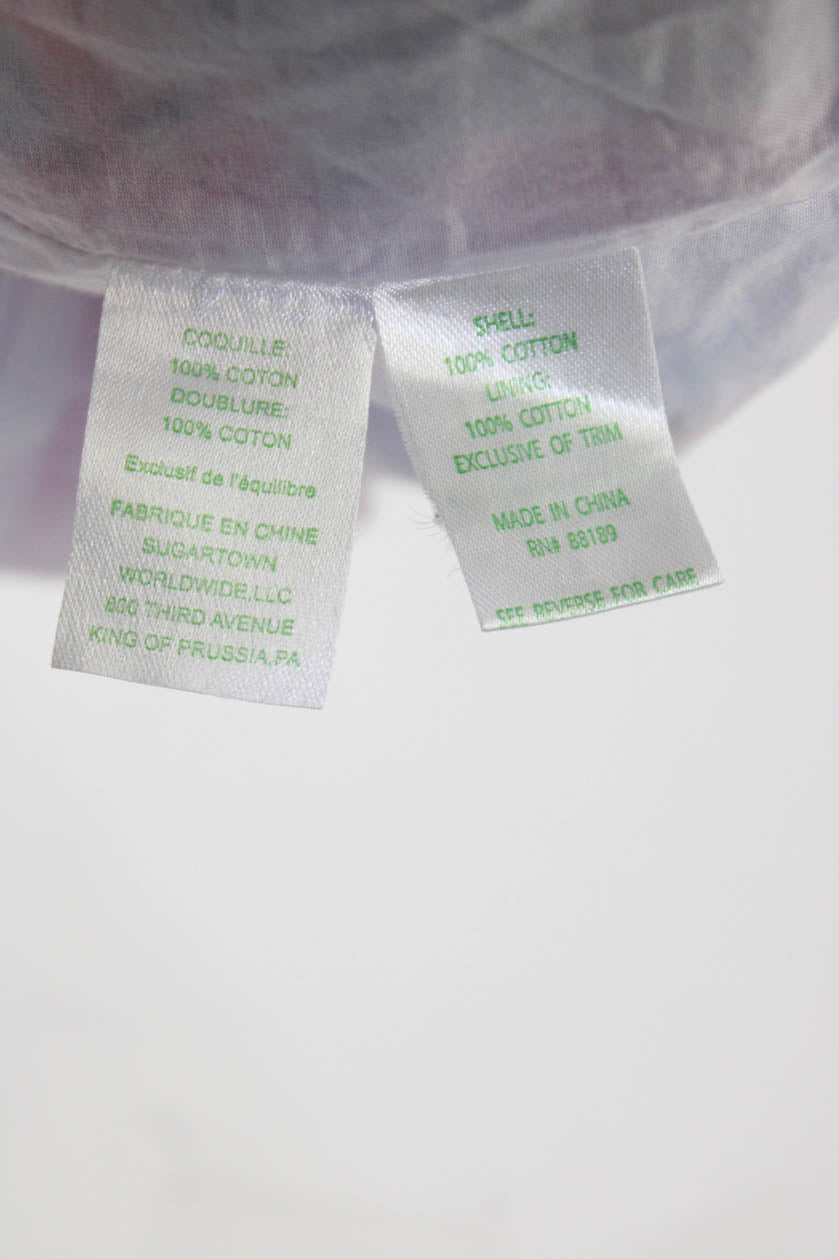 COQUILLE:
100% COTON
DOUBLURE:
100% COTON
Exclusif de l'équilibre
FABRIQUE EN CHINE
SUGARTOWN
WORLDWIDE,LLC
800 THIRD AVENUE
KING OF PRUSSIA,PA
SHELL:
100% COTTON
LINING:
100% COTTON
EXCLUSIVE OF TRIM
MADE IN CHINA
RN# 88189
SEE REVERSE FOR CARE